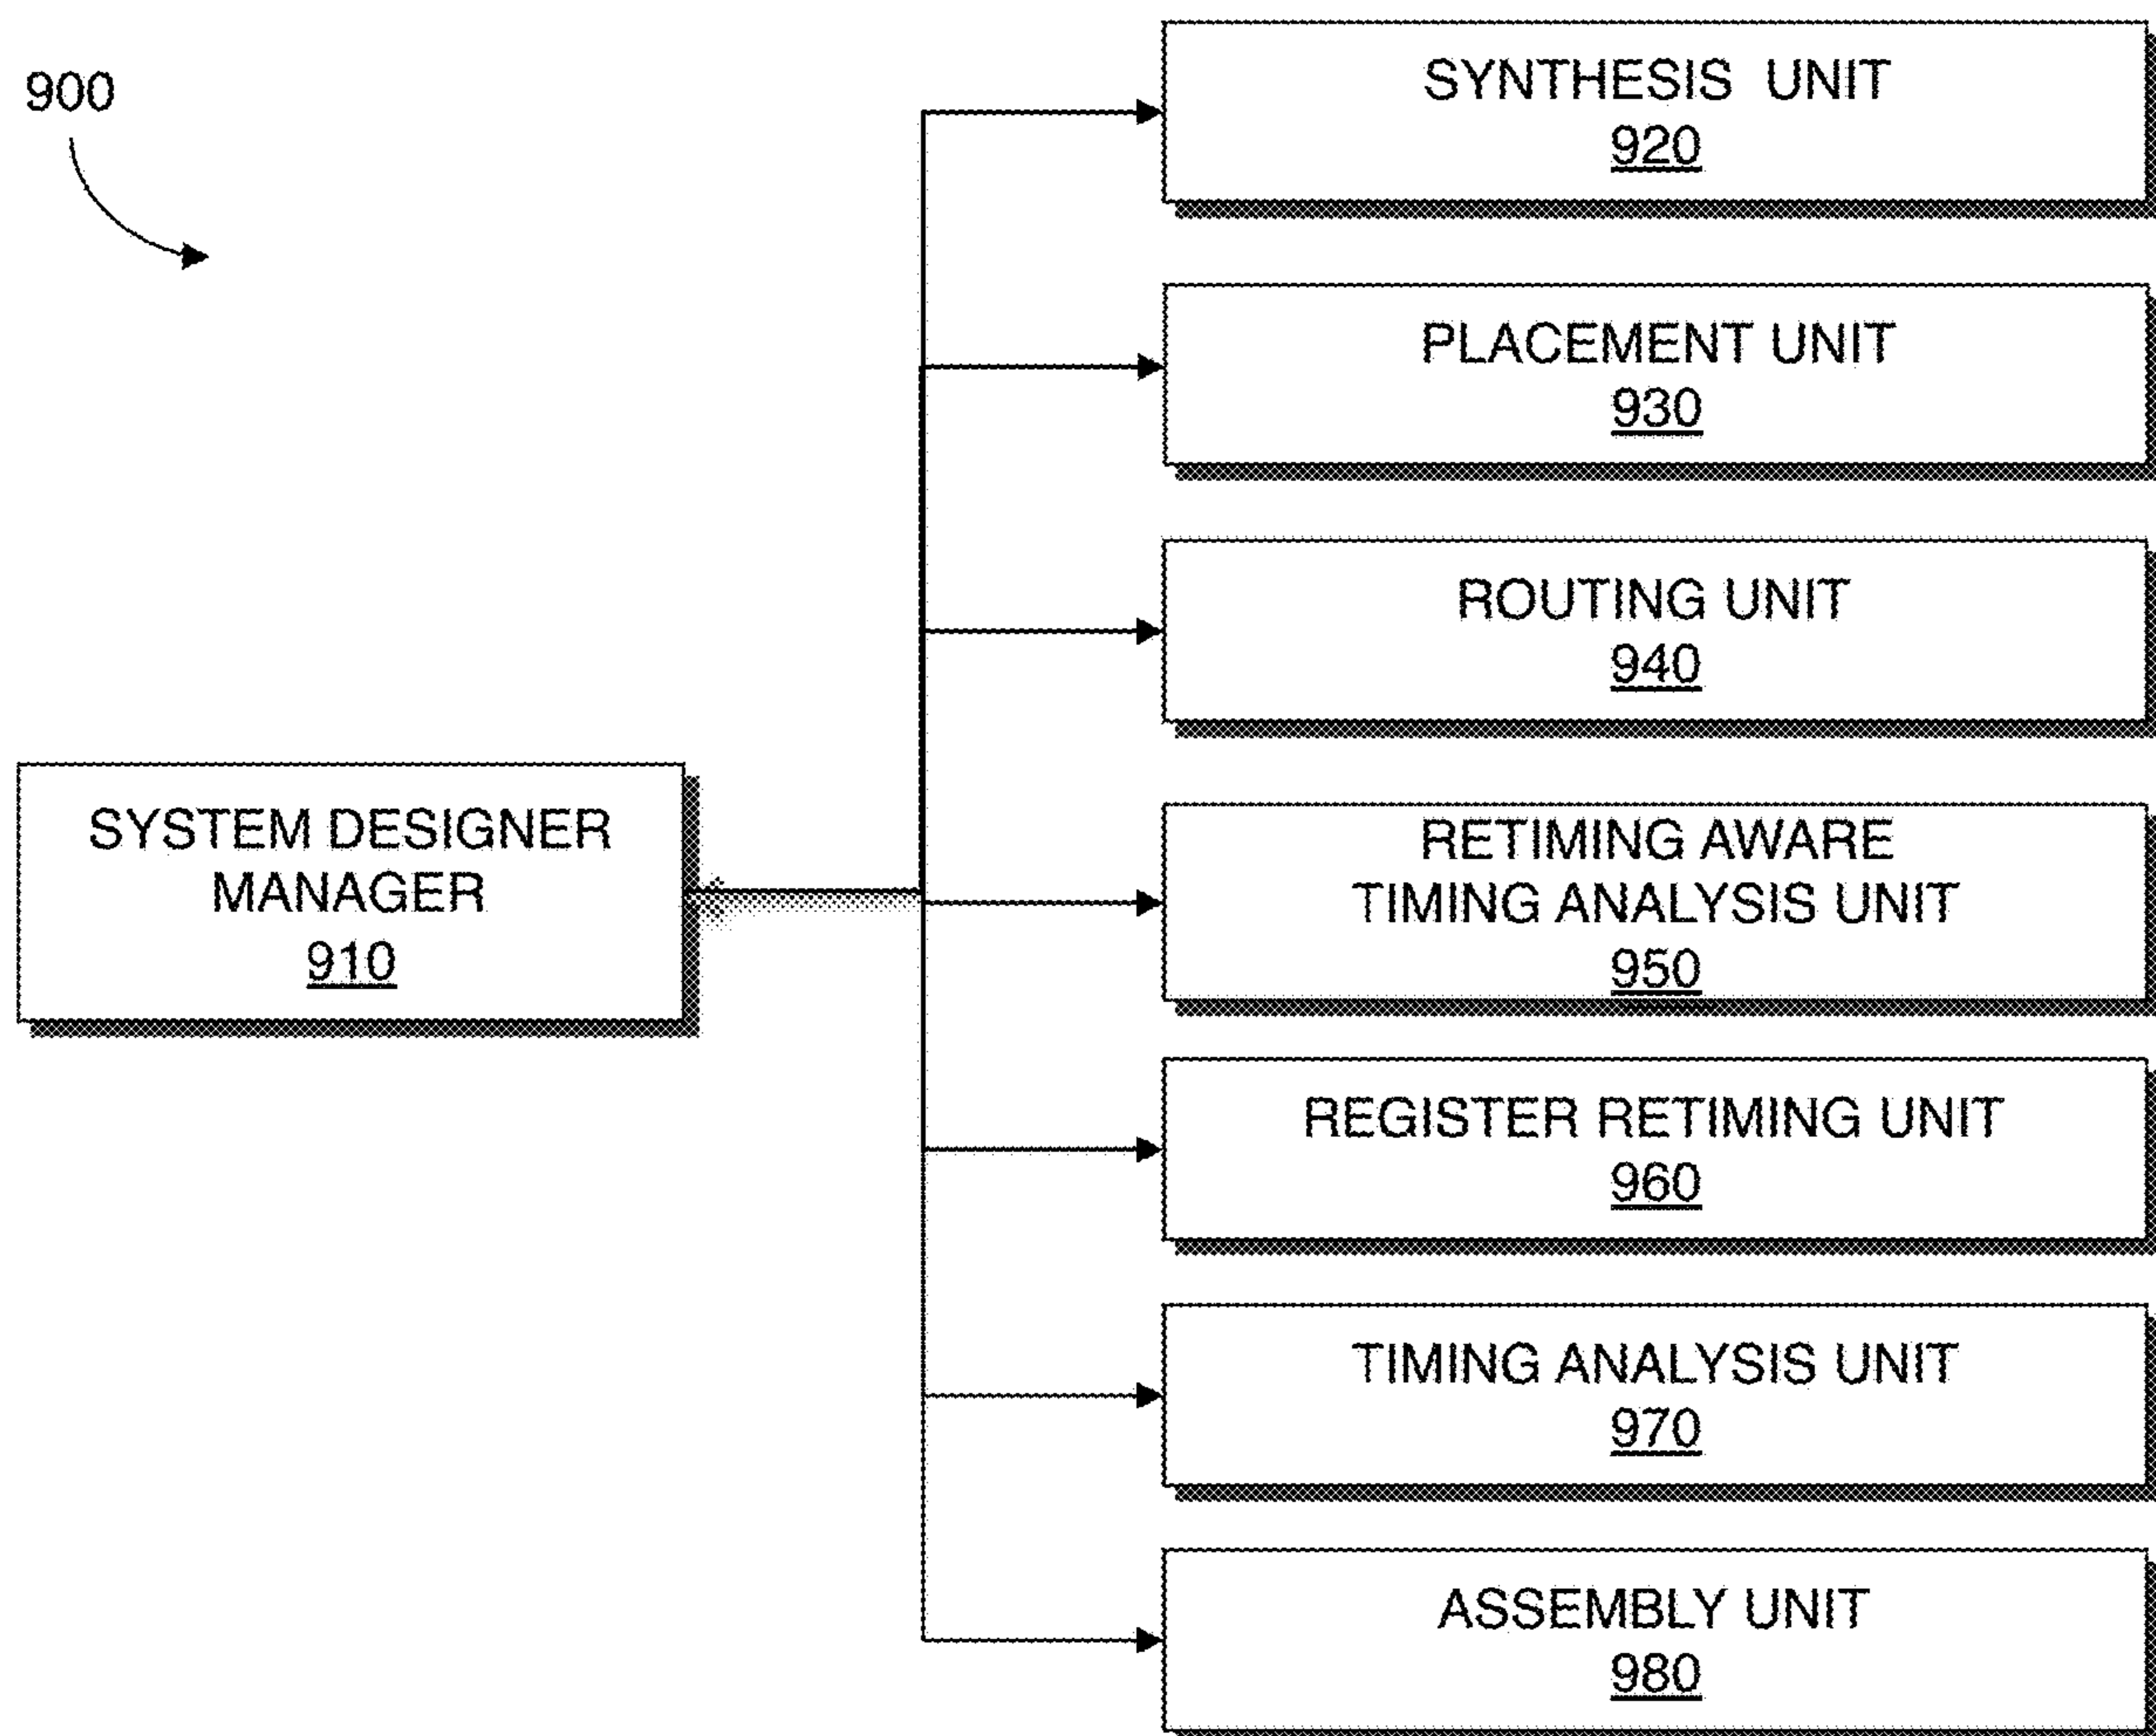 900
SYNTHESIS UNIT
920
PLACEMENT UNIT
930
ROUTING UNIT
940
SYSTEM DESIGNER
MANAGER
910
RETIMING AWARE
TIMING ANALYSIS UNIT
950
REGISTER RETIMING UNIT
960
TIMING ANALYSIS UNIT
970
ASSEMBLY UNIT
980